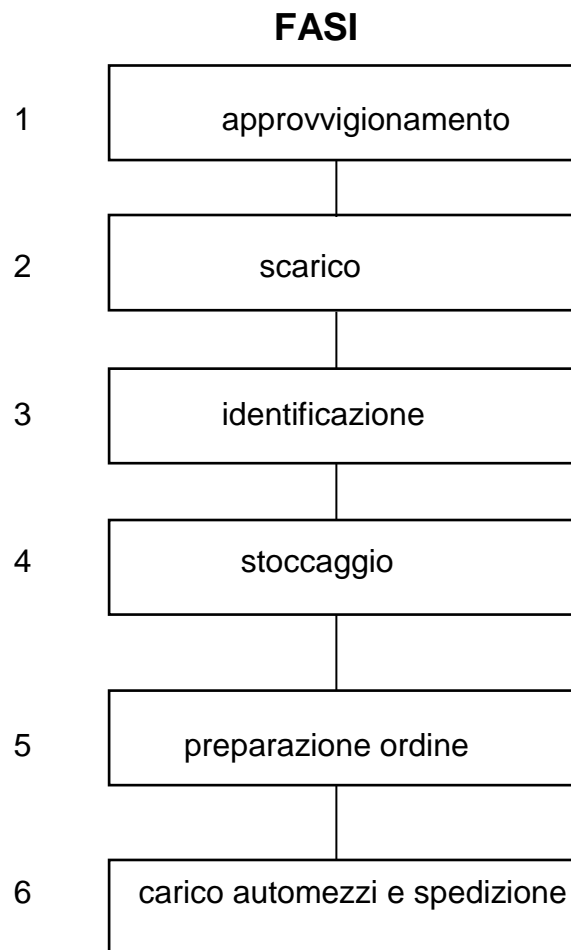 FASI
1 approvvigionamento
2 scarico
3 identificazione
4 stoccaggio
5 preparazione ordine
6 carico automezzi e spedizione